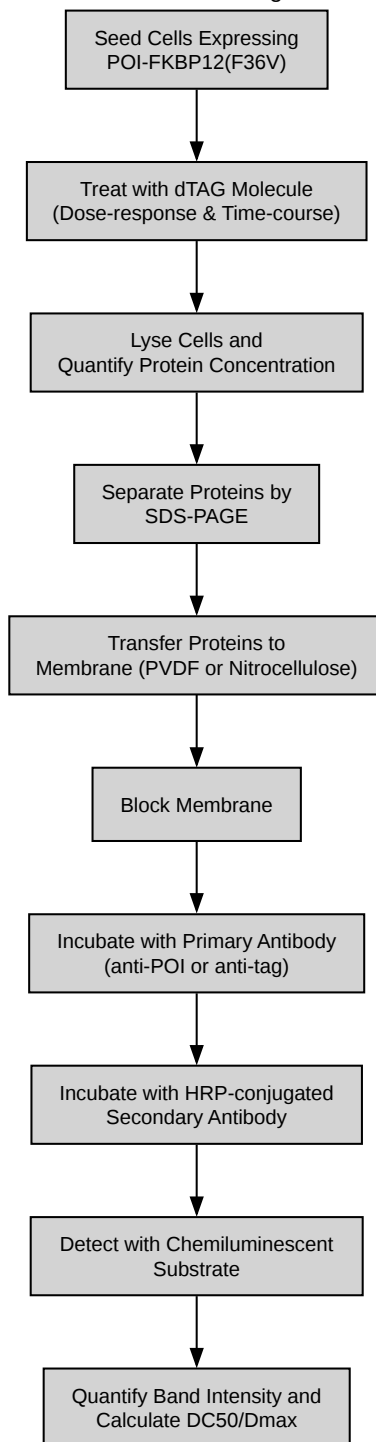 Seed Cells Expressing
POI-FKBP12(F36V)
Treat with dTAG Molecule
(Dose-response & Time-course)
Lyse Cells and
Quantify Protein Concentration
Separate Proteins by
SDS-PAGE
Transfer Proteins to
Membrane (PVDF or Nitrocellulose)
Block Membrane
Incubate with Primary Antibody
(anti-POI or anti-tag)
Incubate with HRP-conjugated
Secondary Antibody
Detect with Chemiluminescent
Substrate
Quantify Band Intensity and
Calculate DC50/Dmax